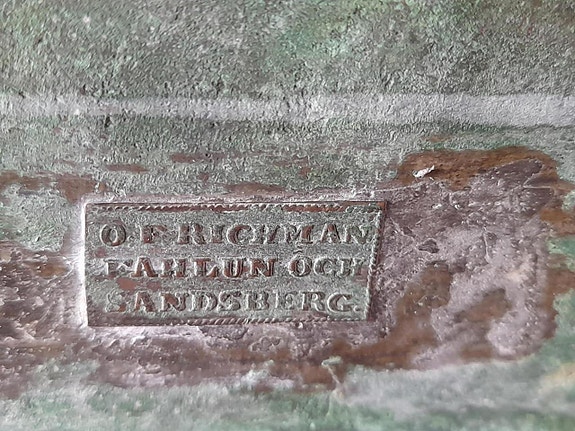 O F RICHMAN
FAHLUN OCH
SANDSBERG.